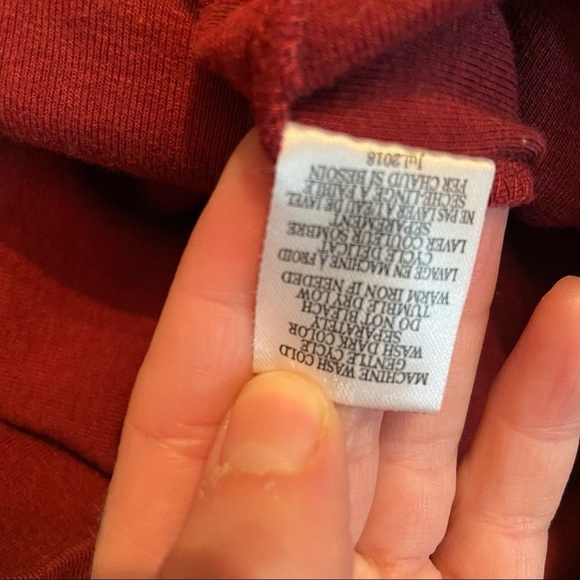 MACHINE WASH COLD
GENTLE CYCLE
WASH DARK COLOR
SEPARATELY
DO NOT BLEACH
TUMBLE DRY LOW
WARM IRON IF NEEDED
LAVAGE EN MACHINE À FROID
CYCLE DELICAT
LAVER COULEUR SOMBRE
SEPAREMENT
NE PAS LAVER A L'EAU DE JAVEL
SECHE-LINGE A FAIBLE
FER CHAUD SI BESOIN
Jul.2018